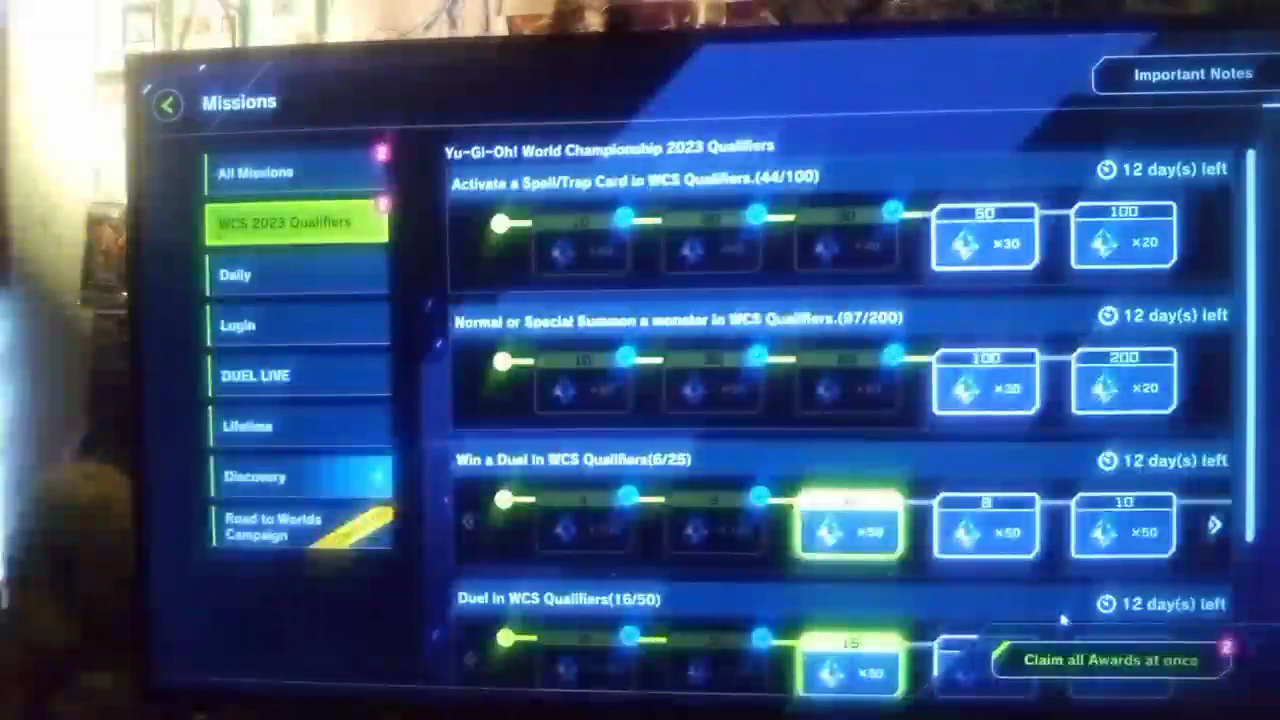 Important Notes
Missions
Yu-Gi-Oh! World Championship 2023 Qualifiers
All Missions
2
Activate a Spell/Trap Card in WCS Qualifiers.(44/100)
12 day(s) left
WCS 2023 Qualifiers
50
100
×30
×20
Daily
Login
Normal or Special Summon a monster in WCS Qualifiers.(97/200)
12 day(s) left
10
100
200
×30
×20
DUEL LIVE
Lifetime
Win a Duel in WCS Qualifiers(6/25)
12 day(s) left
Discovery
8
10
×50
×50
×50
Road to Worlds
Campaign
Duel in WCS Qualifiers(16/50)
12 day(s) left
15
×50
Claim all Awards at once
2